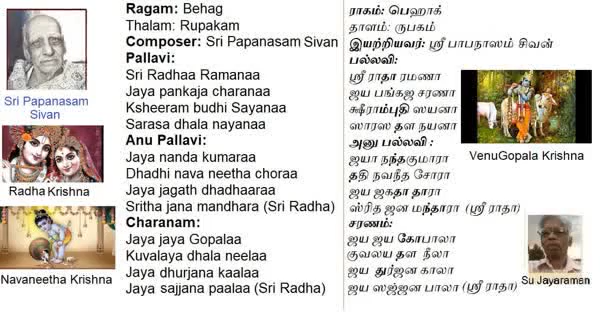 Ragam: Behag
Thalam: Rupakam
Composer: Sri Papanasam Sivan
Pallavi:
Sri Radhaa Ramanaa
Jaya pankaja charanaa
Ksheeram budhi Sayanaa
Sarasa dhala nayanaa
Anu Pallavi:
Jaya nanda kumaraa
Dhadhi nava neetha choraa
Jaya jagath dhadhaaraa
Sritha jana mandhara (Sri Radha)
Charanam:
Jaya jaya Gopalaa
Kuvalaya dhala neelaa
Jaya dhurjana kaalaa
Jaya sajjana paalaa (Sri Radha)
ராகம்: பெஹாக்
தாளம்: ருபகம்
இயற்றியவர்: ஸ்ரீ பாபநாஸம் சிவன்
பல்லவி:
ஸ்ரீ ராதா ரமணா
ஜய பங்கஜ சரணா
க்ஷீராம்புதி ஸயனா
ஸாரஸ தள நயனா
அனு பல்லவி :
ஜயா நந்தகுமாரா
ததி நவநீத சோரா
ஜய ஜகதா தாரா
ஸ்ரித ஜன மந்தாரா (ஸ்ரீ ராதா)
சரணம்:
ஜய ஜய கோபாலா
குவலய தள நீலா
ஜய துர்ஜன காலா
ஜய ஸஜ்ஜன பாலா (ஸ்ரீ ராதா)
Sri Papanasam
Sivan
Radha Krishna
Navaneetha Krishna
VenuGopala Krishna
Su Jayaraman